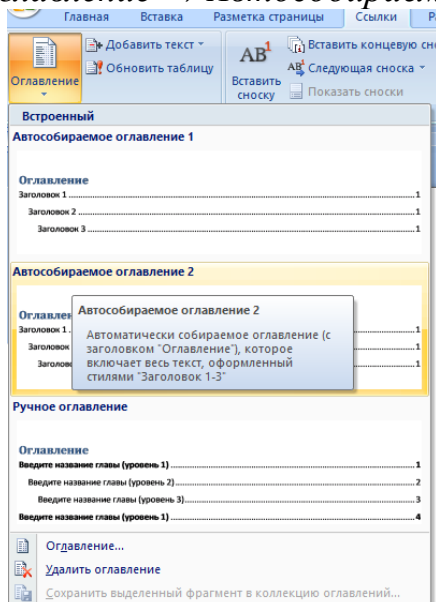 Главная Вставка Разметка страницы Ссылки
Оглавление
Добавить текст
Обновить таблицу
AB¹
Вставить сноску
Вставить концевую сно
Следующая сноска
Показать сноски
Встроенный
Автособираемое оглавление 1
Оглавление
Заголовок 1 ... 1
Заголовок 2 ... 1
Заголовок 3 ... 1
Автособираемое оглавление 2
Оглавлен
Заголовок 1 ... 1
Заголовок ... 1
Заголов ... 1
Автособираемое оглавление 2
Автоматически собираемое оглавление (с
заголовком "Оглавление"), которое
включает весь текст, оформленный
стилями "Заголовок 1-3"
Ручное оглавление
Оглавление
Введите название главы (уровень 1) ... 1
Введите название главы (уровень 2) ... 2
Введите название главы (уровень 3) ... 3
Введите название главы (уровень 1) ... 4
Оглавление...
Удалить оглавление
Сохранить выделенный фрагмент в коллекцию оглавлений...